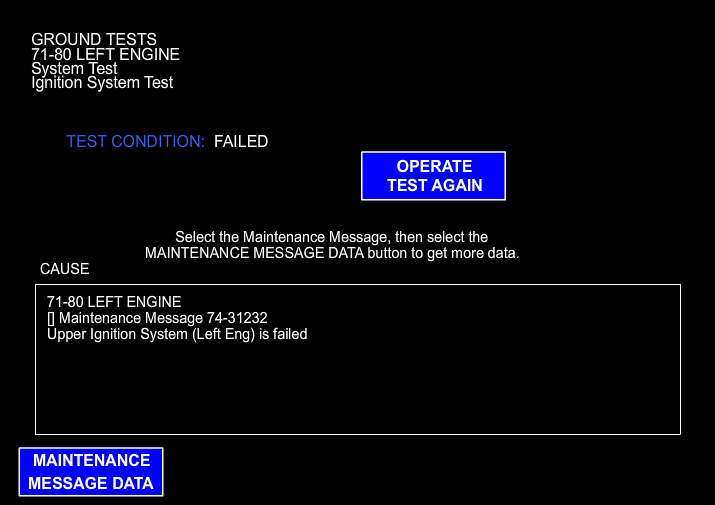 GROUND TESTS
71-80 LEFT ENGINE
System Test
Ignition System Test
TEST CONDITION: FAILED
OPERATE
TEST AGAIN
Select the Maintenance Message, then select the
MAINTENANCE MESSAGE DATA button to get more data.
CAUSE
71-80 LEFT ENGINE
[] Maintenance Message 74-31232
Upper Ignition System (Left Eng) is failed
MAINTENANCE
MESSAGE DATA